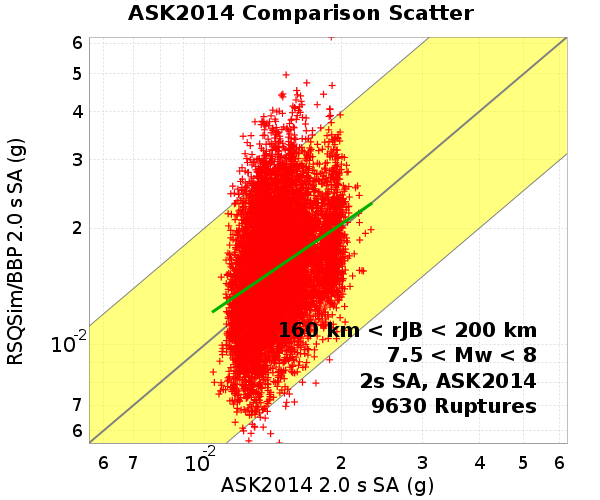 ASK2014 Comparison Scatter
RSQSim/BBP 2.0 s SA (g)
6
5
4
3
2
10⁻²
7
6
160 km < rJB < 200 km
7.5 < Mw < 8
2s SA, ASK2014
9630 Ruptures
6 7 10⁻² 2 3 4 5 6
ASK2014 2.0 s SA (g)